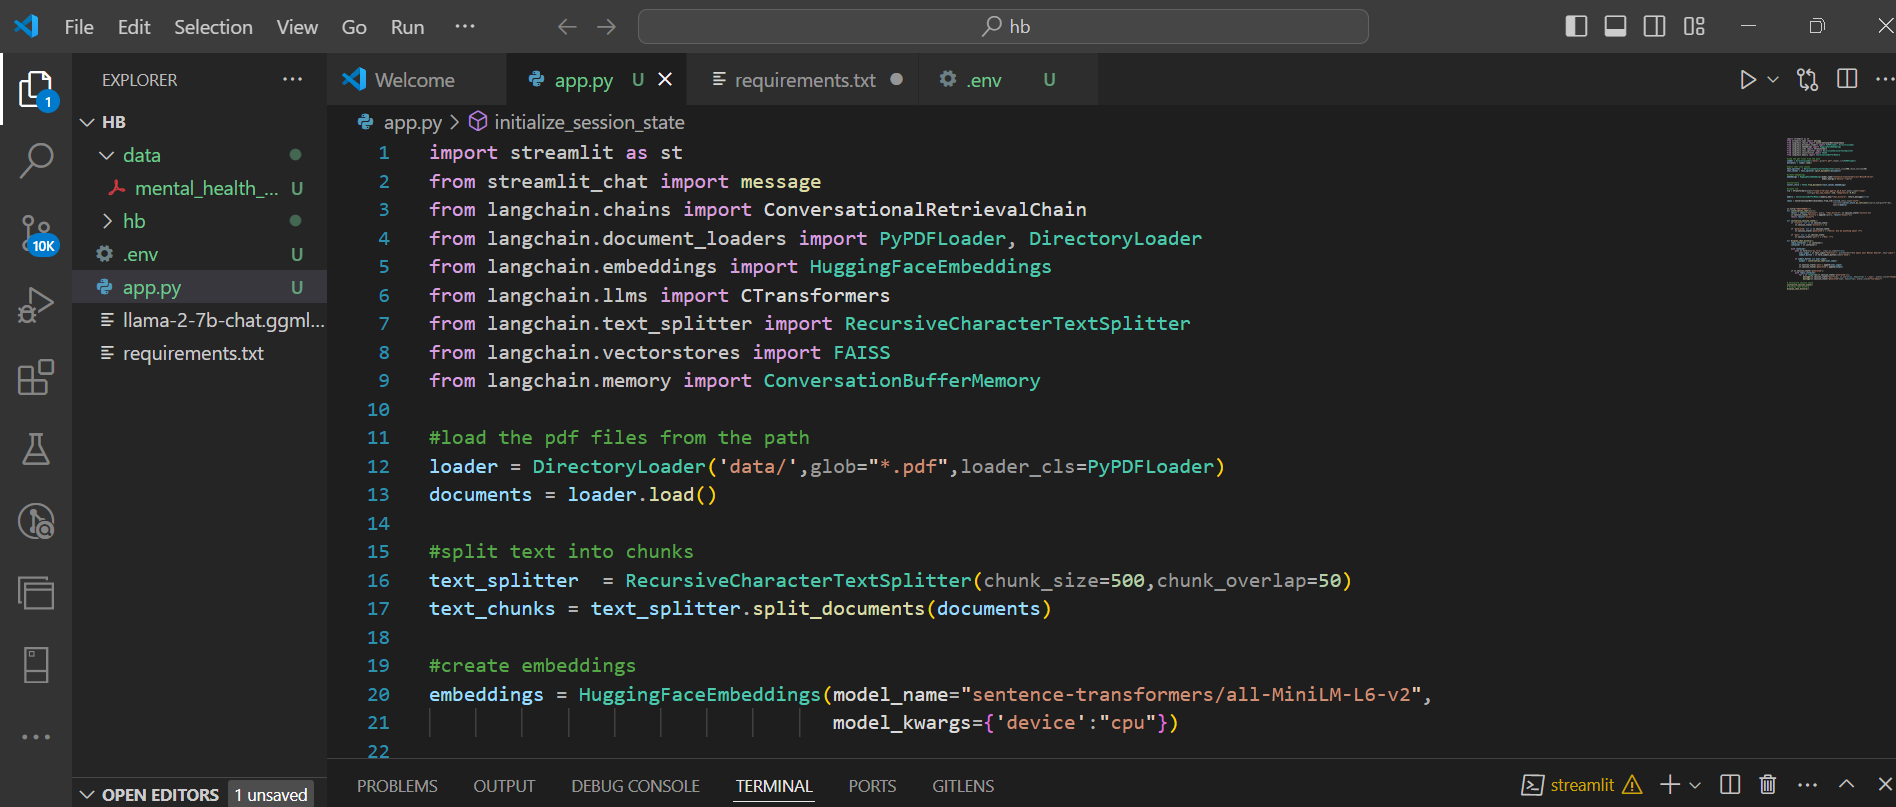 File Edit Selection View Go Run ··· hb
EXPLORER ···
Welcome app.py U requirements.txt .env U ···
HB
data
mental_health_... U
hb
.env U
app.py U
llama-2-7b-chat.ggml...
requirements.txt
1
10K
OPEN EDITORS 1 unsaved
app.py > initialize_session_state
1 import streamlit as st
2 from streamlit_chat import message
3 from langchain.chains import ConversationalRetrievalChain
4 from langchain.document_loaders import PyPDFLoader, DirectoryLoader
5 from langchain.embeddings import HuggingFaceEmbeddings
6 from langchain.llms import CTransformers
7 from langchain.text_splitter import RecursiveCharacterTextSplitter
8 from langchain.vectorstores import FAISS
9 from langchain.memory import ConversationBufferMemory
10
11 #load the pdf files from the path
12 loader = DirectoryLoader('data/',glob="*.pdf",loader_cls=PyPDFLoader)
13 documents = loader.load()
14
15 #split text into chunks
16 text_splitter  = RecursiveCharacterTextSplitter(chunk_size=500,chunk_overlap=50)
17 text_chunks = text_splitter.split_documents(documents)
18
19 #create embeddings
20 embeddings = HuggingFaceEmbeddings(model_name="sentence-transformers/all-MiniLM-L6-v2",
21 model_kwargs={'device':"cpu"})
22
PROBLEMS OUTPUT DEBUG CONSOLE TERMINAL PORTS GITLENS streamlit ···